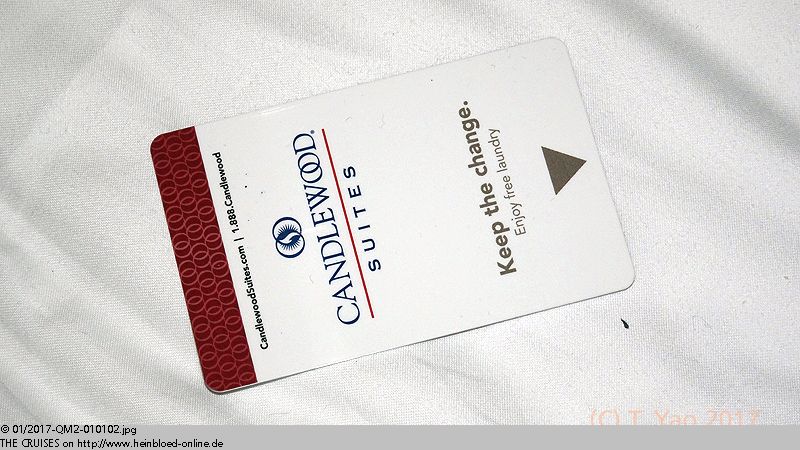 Keep the change.
Enjoy free laundry
CANDLEWOOD®
SUITES
CandlewoodSuites.com | 1.888.Candlewood
(C) T. Yao 2017
© 01/2017-QM2-010102.jpg
THE CRUISES on http://www.heinbloed-online.de